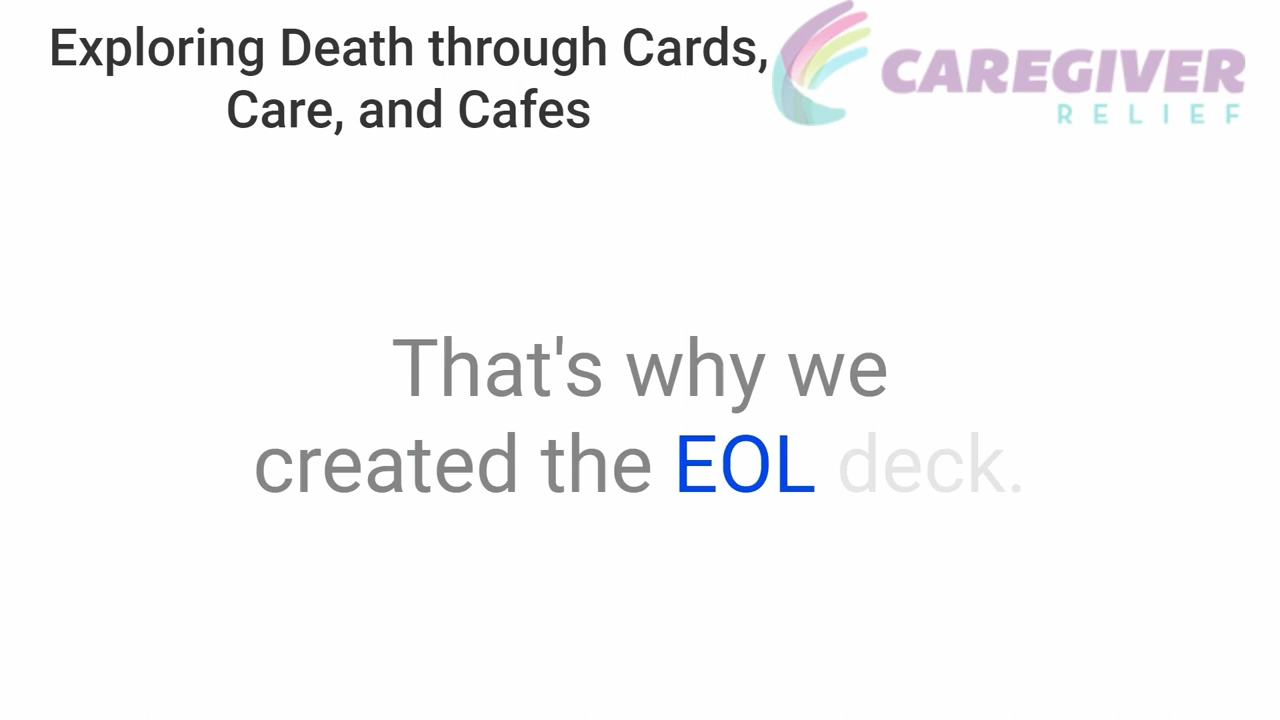 Exploring Death through Cards,
Care, and Cafes
CAREGIVER
RELIEF
That's why we
created the EOL deck.